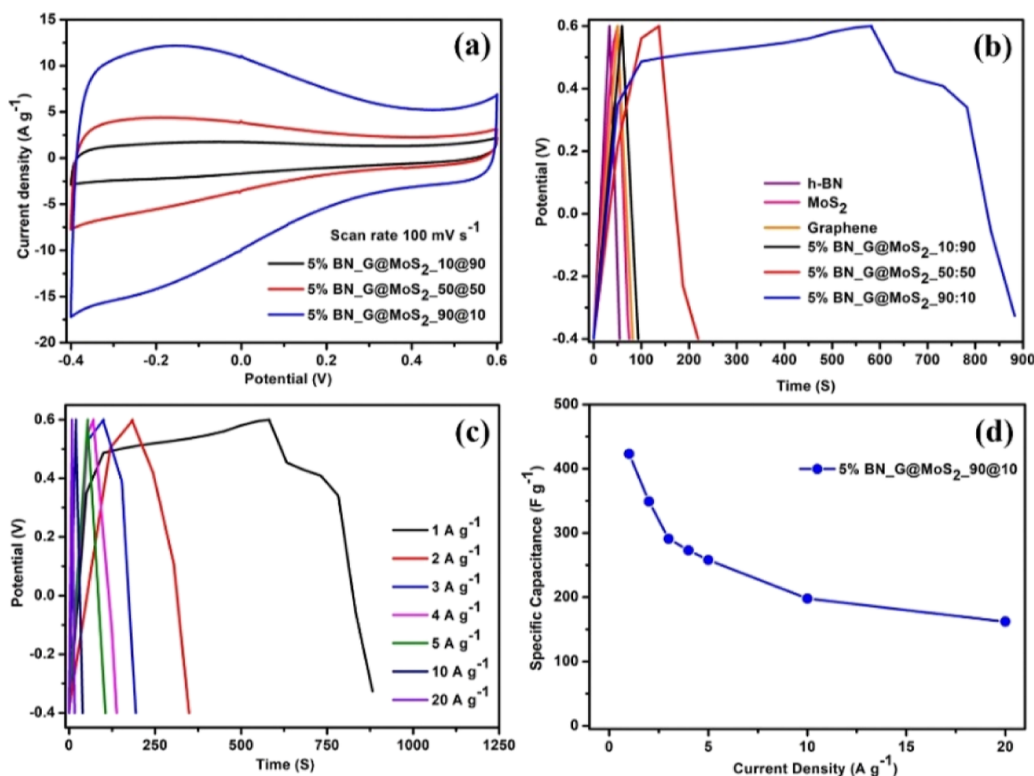 (a)
Current density (A g⁻¹)
15
10
5
0
-5
-10
-15
-20
Scan rate 100 mV s⁻¹
5% BN_G@MoS₂_10@90
5% BN_G@MoS₂_50@50
5% BN_G@MoS₂_90@10
-0.4 -0.2 0.0 0.2 0.4 0.6
Potential (V)
(b)
Potential (V)
0.6
0.4
0.2
0.0
-0.2
-0.4
h-BN
MoS₂
Graphene
5% BN_G@MoS₂_10:90
5% BN_G@MoS₂_50:50
5% BN_G@MoS₂_90:10
0 100 200 300 400 500 600 700 800 900
Time (S)
(c)
Potential (V)
0.6
0.4
0.2
0.0
-0.2
-0.4
1 A g⁻¹
2 A g⁻¹
3 A g⁻¹
4 A g⁻¹
5 A g⁻¹
10 A g⁻¹
20 A g⁻¹
0 250 500 750 1000 1250
Time (S)
(d)
Specific Capacitance (F g⁻¹)
500
400
300
200
100
0
5% BN_G@MoS₂_90@10
0 5 10 15 20
Current Density (A g⁻¹)